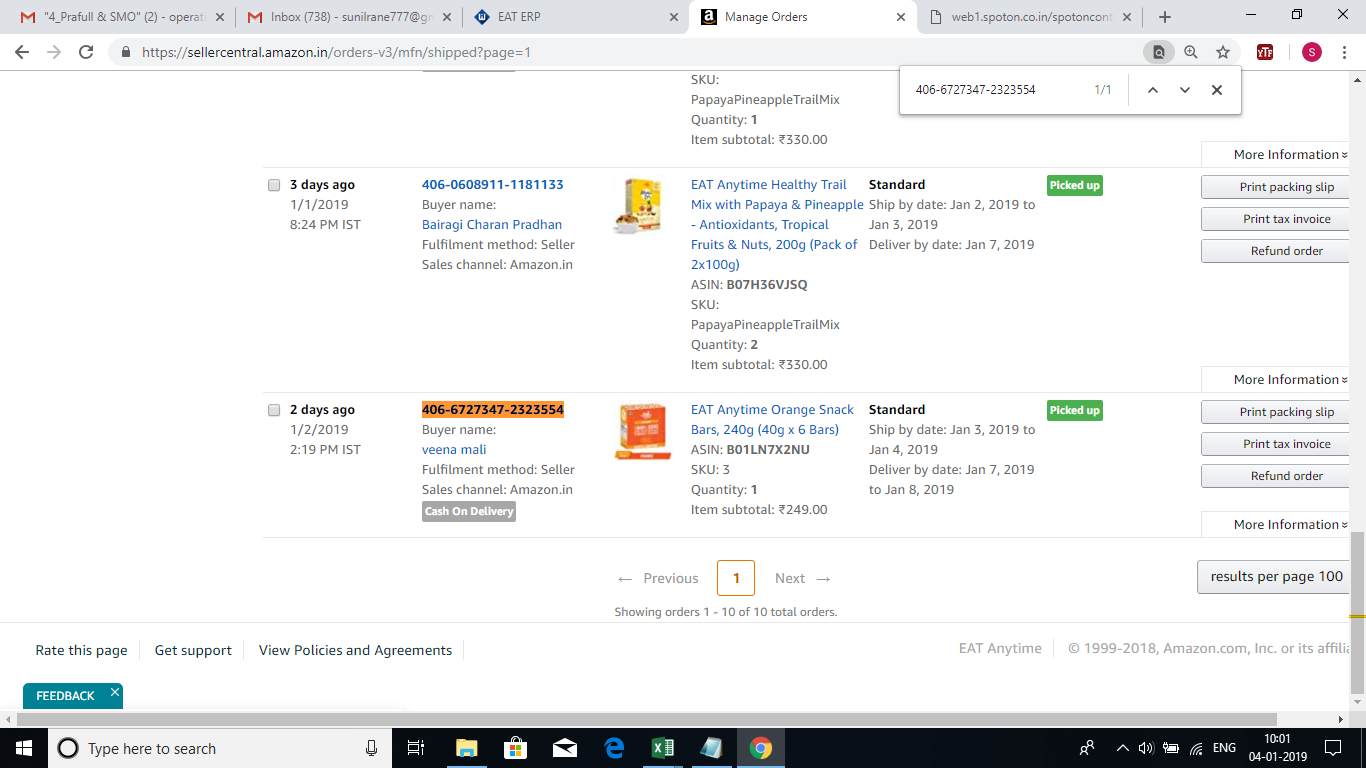 "4_Prafull & SMO" (2) - operati
Inbox (738) - sunilrane777@gm
EAT ERP
Manage Orders
web1.spoton.co.in/spotoncont
https://sellercentral.amazon.in/orders-v3/mfn/shipped?page=1
YTF
S
406-6727347-2323554 1/1
SKU:
PapayaPineappleTrailMix
Quantity: 1
Item subtotal: ₹330.00
More Information
3 days ago
1/1/2019
8:24 PM IST
406-0608911-1181133
Buyer name:
Bairagi Charan Pradhan
Fulfilment method: Seller
Sales channel: Amazon.in
EAT Anytime Healthy Trail
Mix with Papaya & Pineapple
- Antioxidants, Tropical
Fruits & Nuts, 200g (Pack of
2x100g)
ASIN: B07H36VJSQ
SKU:
PapayaPineappleTrailMix
Quantity: 2
Item subtotal: ₹330.00
Standard
Ship by date: Jan 2, 2019 to
Jan 3, 2019
Deliver by date: Jan 7, 2019
Picked up
Print packing slip
Print tax invoice
Refund order
More Information
2 days ago
1/2/2019
2:19 PM IST
406-6727347-2323554
Buyer name:
veena mali
Fulfilment method: Seller
Sales channel: Amazon.in
Cash On Delivery
EAT Anytime Orange Snack
Bars, 240g (40g x 6 Bars)
ASIN: B01LN7X2NU
SKU: 3
Quantity: 1
Item subtotal: ₹249.00
Standard
Ship by date: Jan 3, 2019 to
Jan 4, 2019
Deliver by date: Jan 7, 2019
to Jan 8, 2019
Picked up
Print packing slip
Print tax invoice
Refund order
More Information
← Previous 1 Next →
results per page 100
Showing orders 1 - 10 of 10 total orders.
Rate this page
Get support
View Policies and Agreements
EAT Anytime
© 1999-2018, Amazon.com, Inc. or its affilia
FEEDBACK
Type here to search
ENG
10:01
04-01-2019